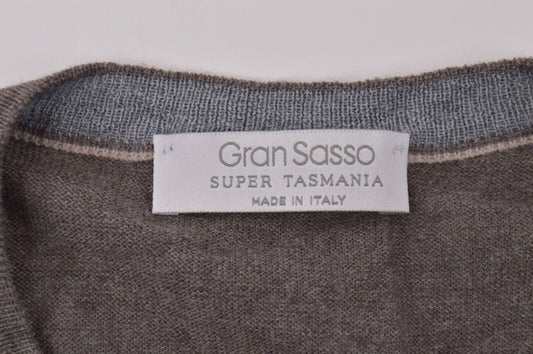 Gran Sasso
SUPER TASMANIA
MADE IN ITALY